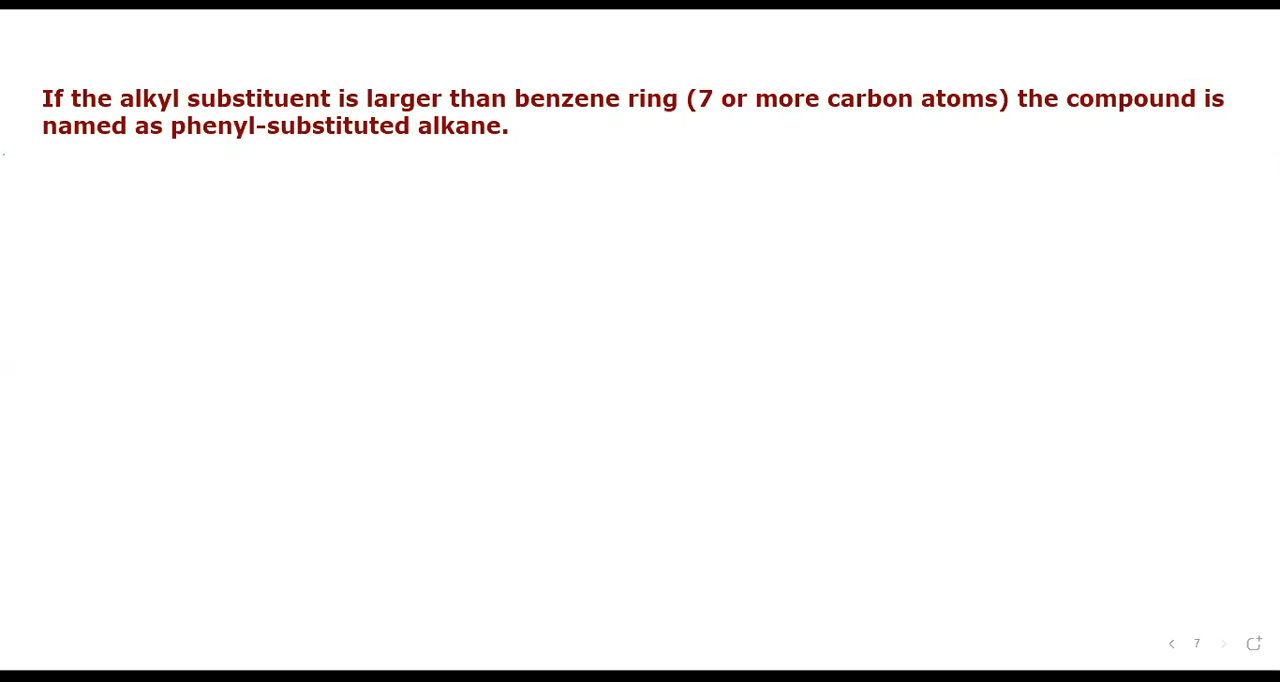 If the alkyl substituent is larger than benzene ring (7 or more carbon atoms) the compound is
named as phenyl-substituted alkane.
7